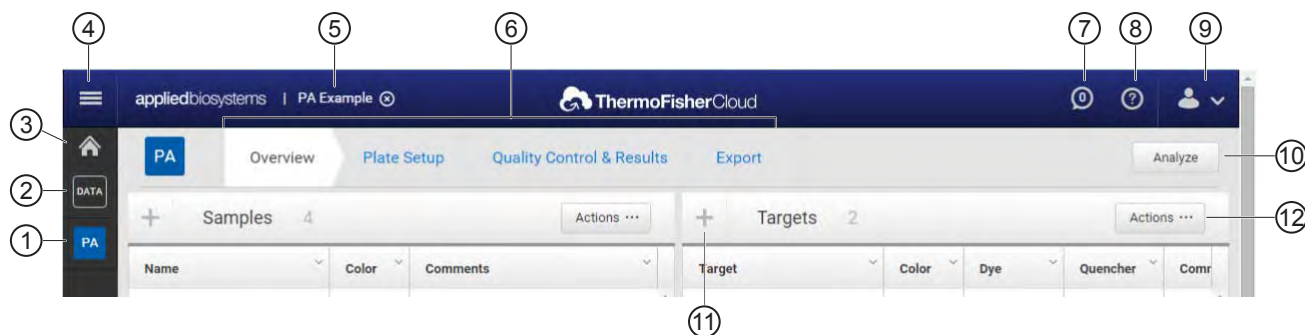 4 5 6 7 8 9
appliedbiosystems | PA Example ThermoFisherCloud 0 ?
3
PA Overview Plate Setup Quality Control & Results Export Analyze 10
2 DATA
+ Samples 4 Actions ··· + Targets 2 Actions ··· 12
1 PA
Name Color Comments Target Color Dye Quencher Comr
11